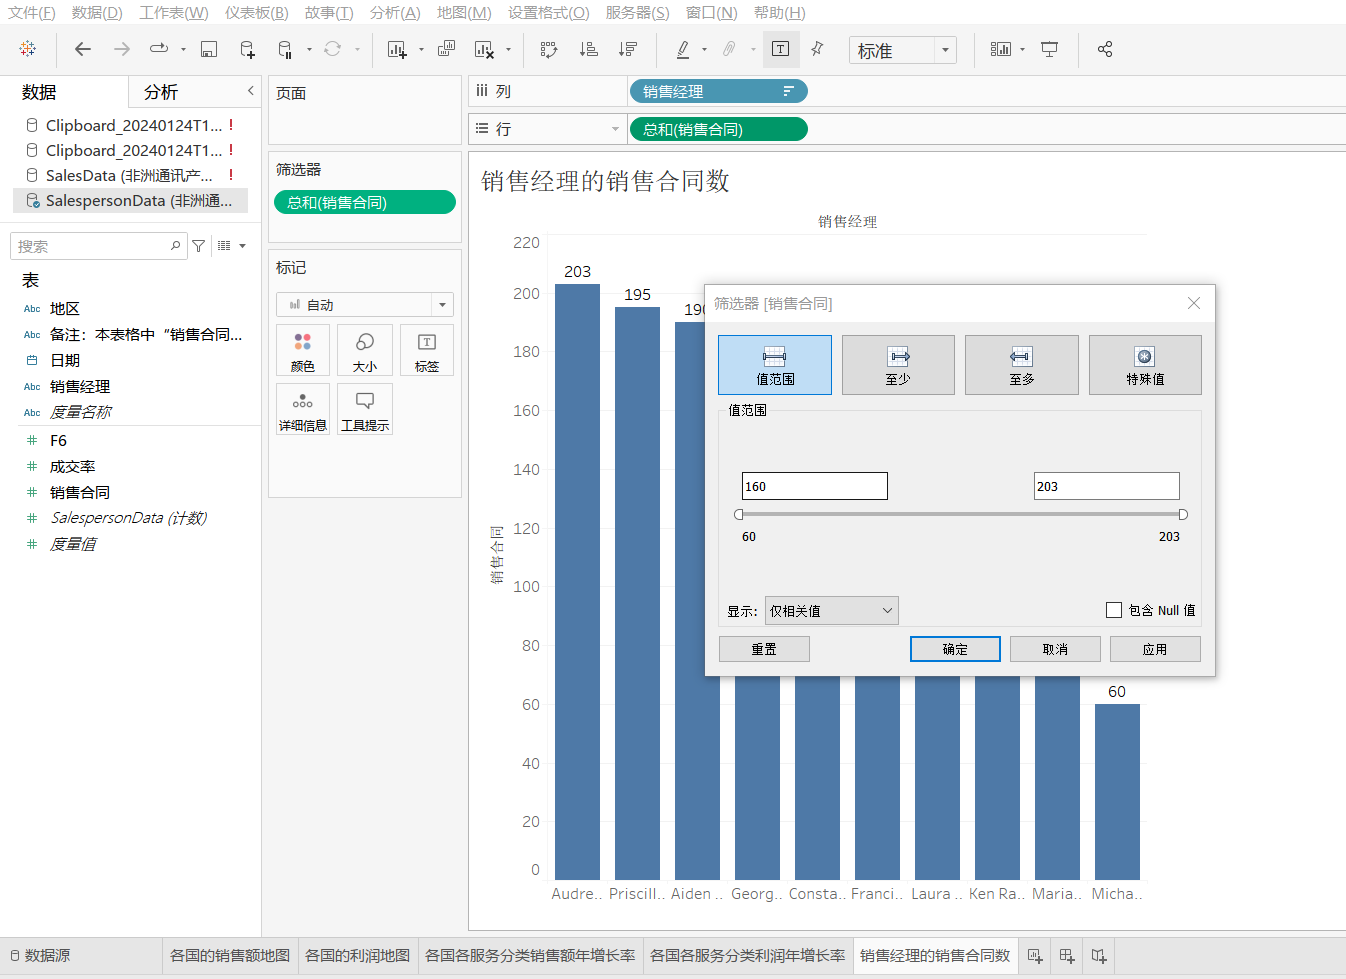 文件(F) 数据(D) 工作表(W) 仪表板(B) 故事(T) 分析(A) 地图(M) 设置格式(O) 服务器(S) 窗口(N) 帮助(H)
标准
数据 分析
Clipboard_20240124T1... !
Clipboard_20240124T1... !
SalesData (非洲通讯产... !
SalespersonData (非洲通...
搜索
表
Abc 地区
Abc 备注：本表格中“销售合同...
日期
Abc 销售经理
Abc 度量名称
F6
成交率
销售合同
SalespersonData (计数)
度量值
页面
筛选器
总和(销售合同)
标记
自动
颜色 大小 标签
详细信息 工具提示
列 销售经理
行 总和(销售合同)
销售经理的销售合同数
销售经理
销售合同
220
200
180
160
140
120
100
80
60
40
20
0
203
195
190
60
Audre.. Priscill.. Aiden .. Georg.. Consta.. Franci.. Laura .. Ken Ra.. Maria.. Micha..
筛选器 [销售合同]
值范围 至少 至多 特殊值
值范围
160 203
60 203
显示: 仅相关值 包含 Null 值
重置 确定 取消 应用
数据源 各国的销售额地图 各国的利润地图 各国各服务分类销售额年增长率 各国各服务分类利润年增长率 销售经理的销售合同数